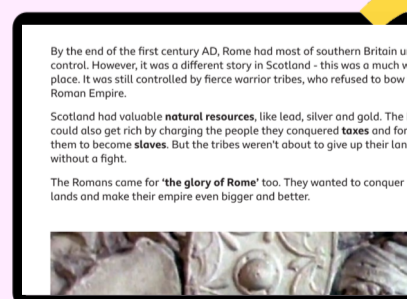 By the end of the first century AD, Rome had most of southern Britain
control. However, it was a different story in Scotland - this was a much
place. It was still controlled by fierce warrior tribes, who refused to bow
Roman Empire.
Scotland had valuable natural resources, like lead, silver and gold. The
could also get rich by charging the people they conquered taxes and
them to become slaves. But the tribes weren't about to give up their
without a fight.
The Romans came for 'the glory of Rome' too. They wanted to conquer
lands and make their empire even bigger and better.